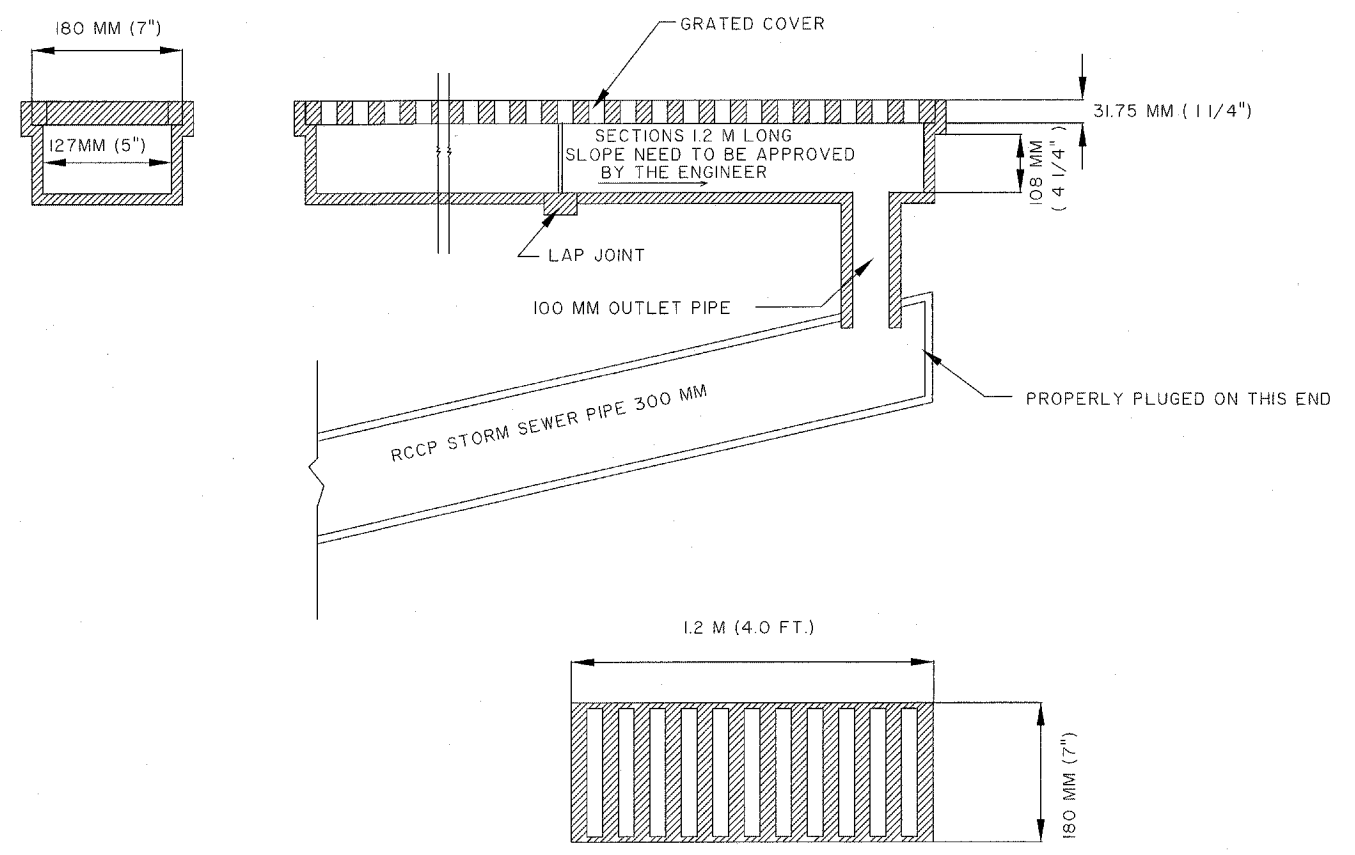 180 MM (7")
GRATED COVER
31.75 MM ( 1 1/4")
127MM (5")
SECTIONS 1.2 M LONG
SLOPE NEED TO BE APPROVED
BY THE ENGINEER
108 MM
( 4 1/4" )
LAP JOINT
100 MM OUTLET PIPE
PROPERLY PLUGED ON THIS END
RCCP STORM SEWER PIPE 300 MM
1.2 M (4.0 FT.)
180 MM (7")